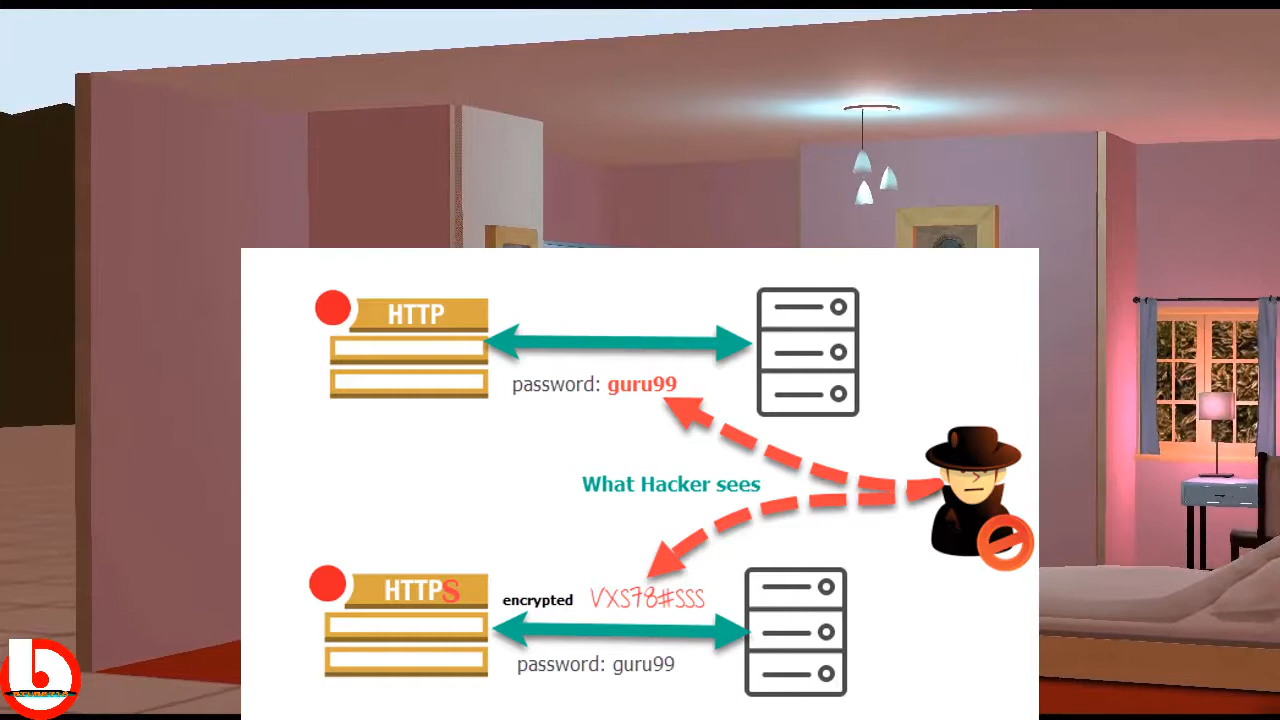 HTTP
password: guru99
What Hacker sees
HTTPS
encrypted VXS78#SSS
password: guru99
b